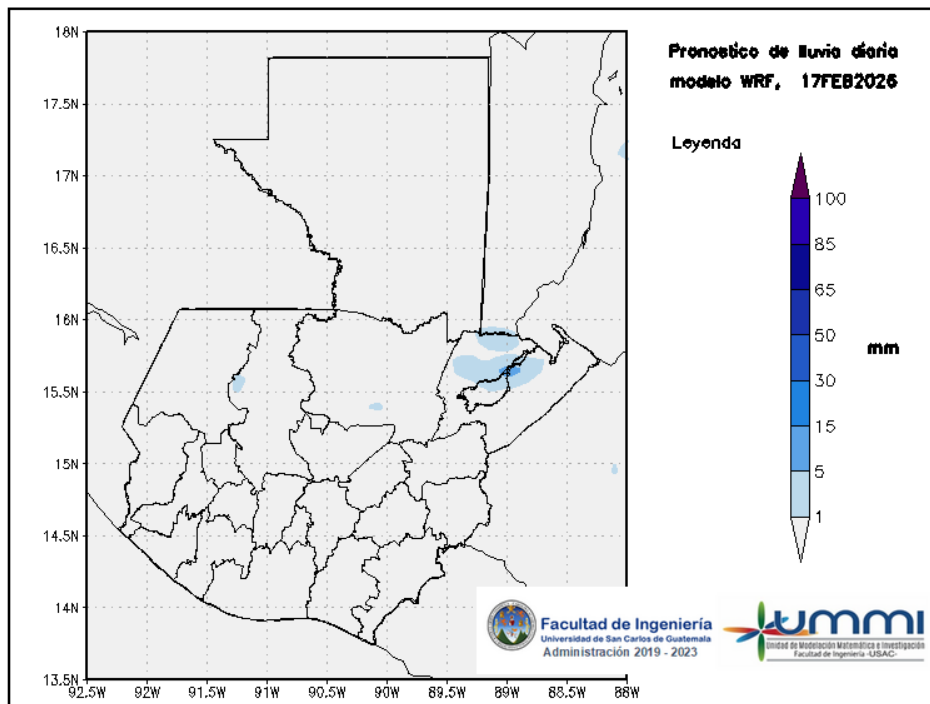 18N
17.5N
17N
16.5N
16N
15.5N
15N
14.5N
14N
13.5N
92.5W
92W
91.5W
91W
90.5W
90W
89.5W
89W
88.5W
88W
Pronostico de lluvia diaria
modelo WRF, 17FEB2026
Leyenda
100
85
65
50
30
15
5
1
mm
Facultad de Ingeniería
Universidad de San Carlos de Guatemala
Administración 2019 - 2023
ummi
Unidad de Modelación Matemática e Investigación
Facultad de Ingeniería -USAC-